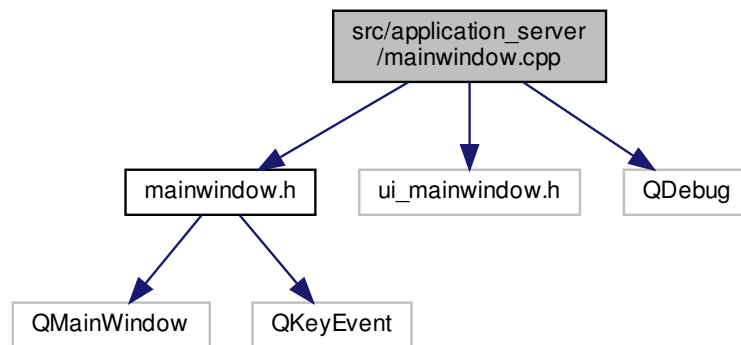 src/application_server
/mainwindow.cpp
mainwindow.h
ui_mainwindow.h
QDebug
QMainWindow
QKeyEvent